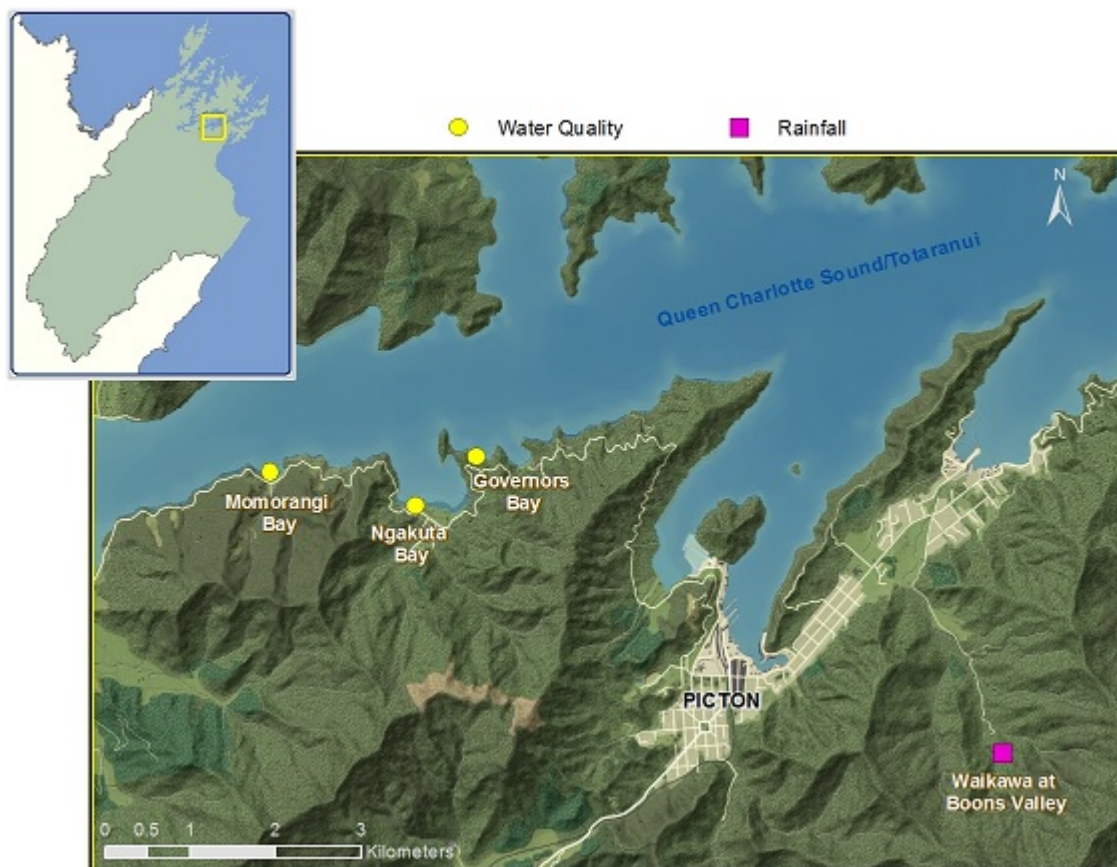 Water Quality
Rainfall
N
Queen Charlotte Sound/Totaranui
Momorangi
Bay
Ngakuta
Bay
Governors
Bay
PICTON
Waikawa at
Boons Valley
0 0.5 1 2 3
Kilometers